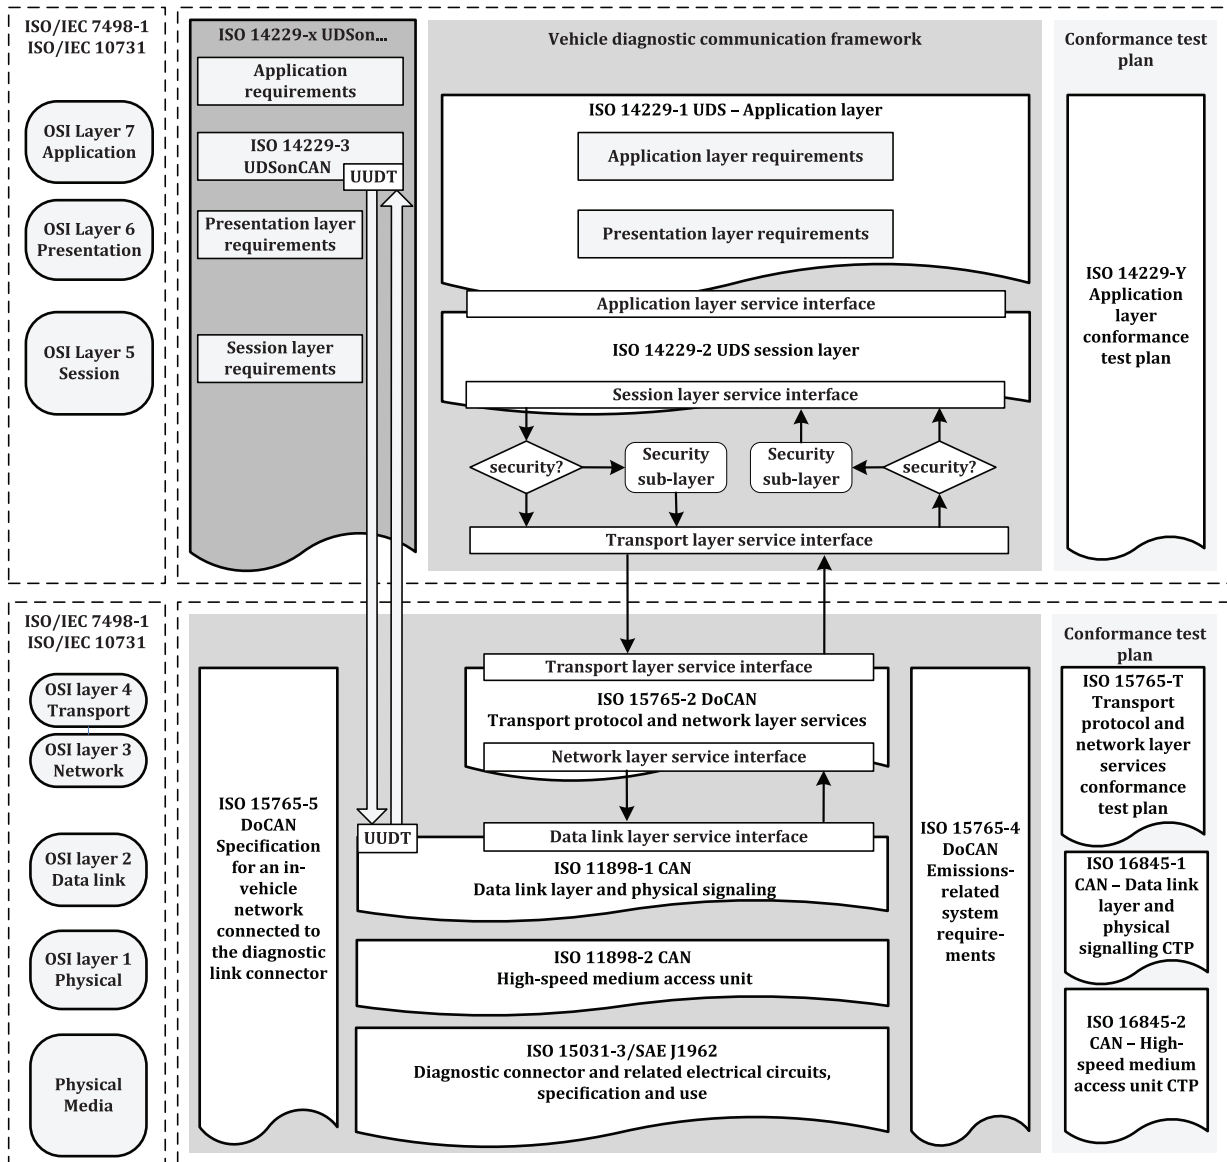 ISO/IEC 7498-1
ISO/IEC 10731
OSI Layer 7
Application
OSI Layer 6
Presentation
OSI Layer 5
Session
ISO 14229-x UDSon...
Application
requirements
ISO 14229-3
UDSonCAN
UUDT
Presentation layer
requirements
Session layer
requirements
Vehicle diagnostic communication framework
ISO 14229-1 UDS – Application layer
Application layer requirements
Presentation layer requirements
Application layer service interface
ISO 14229-2 UDS session layer
Session layer service interface
security?
Security
sub-layer
Security
sub-layer
security?
Transport layer service interface
Conformance test
plan
ISO 14229-Y
Application
layer
conformance
test plan
ISO/IEC 7498-1
ISO/IEC 10731
OSI layer 4
Transport
OSI layer 3
Network
OSI layer 2
Data link
OSI layer 1
Physical
Physical
Media
ISO 15765-5
DoCAN
Specification
for an in-
vehicle
network
connected to
the diagnostic
link connector
Transport layer service interface
ISO 15765-2 DoCAN
Transport protocol and network layer services
Network layer service interface
UUDT
Data link layer service interface
ISO 11898-1 CAN
Data link layer and physical signaling
ISO 11898-2 CAN
High-speed medium access unit
ISO 15031-3/SAE J1962
Diagnostic connector and related electrical circuits,
specification and use
ISO 15765-4
DoCAN
Emissions-
related
system
require-
ments
Conformance test
plan
ISO 15765-T
Transport
protocol and
network layer
services
conformance
test plan
ISO 16845-1
CAN – Data link
layer and
physical
signalling CTP
ISO 16845-2
CAN – High-
speed medium
access unit CTP